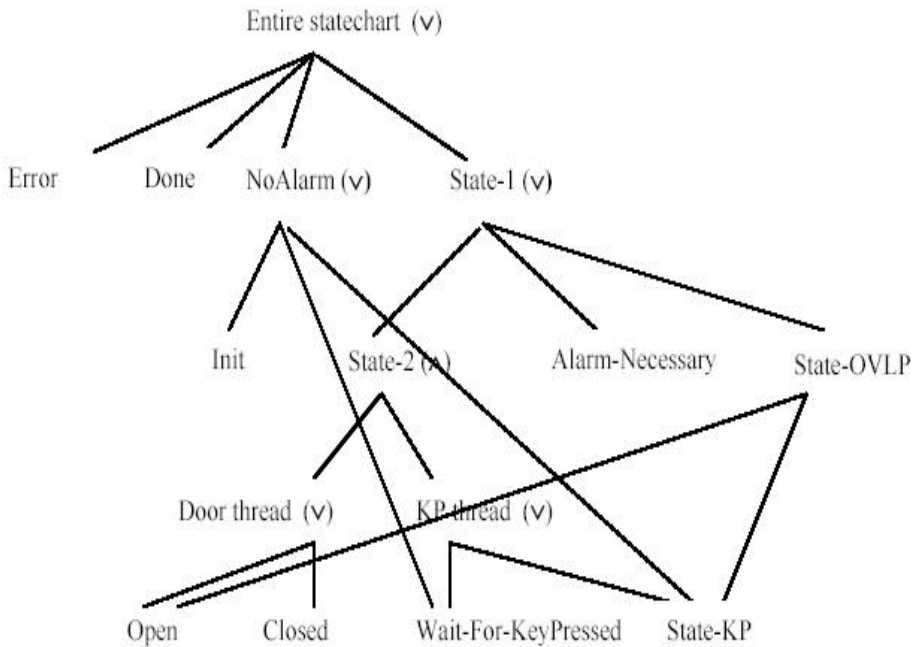 Entire statechart (∨)
Error
Done
NoAlarm (∨)
State-1 (∨)
Init
State-2 (∧)
Alarm-Necessary
State-OVLP
Door thread (∨)
KP thread (∨)
Open
Closed
Wait-For-KeyPressed
State-KP